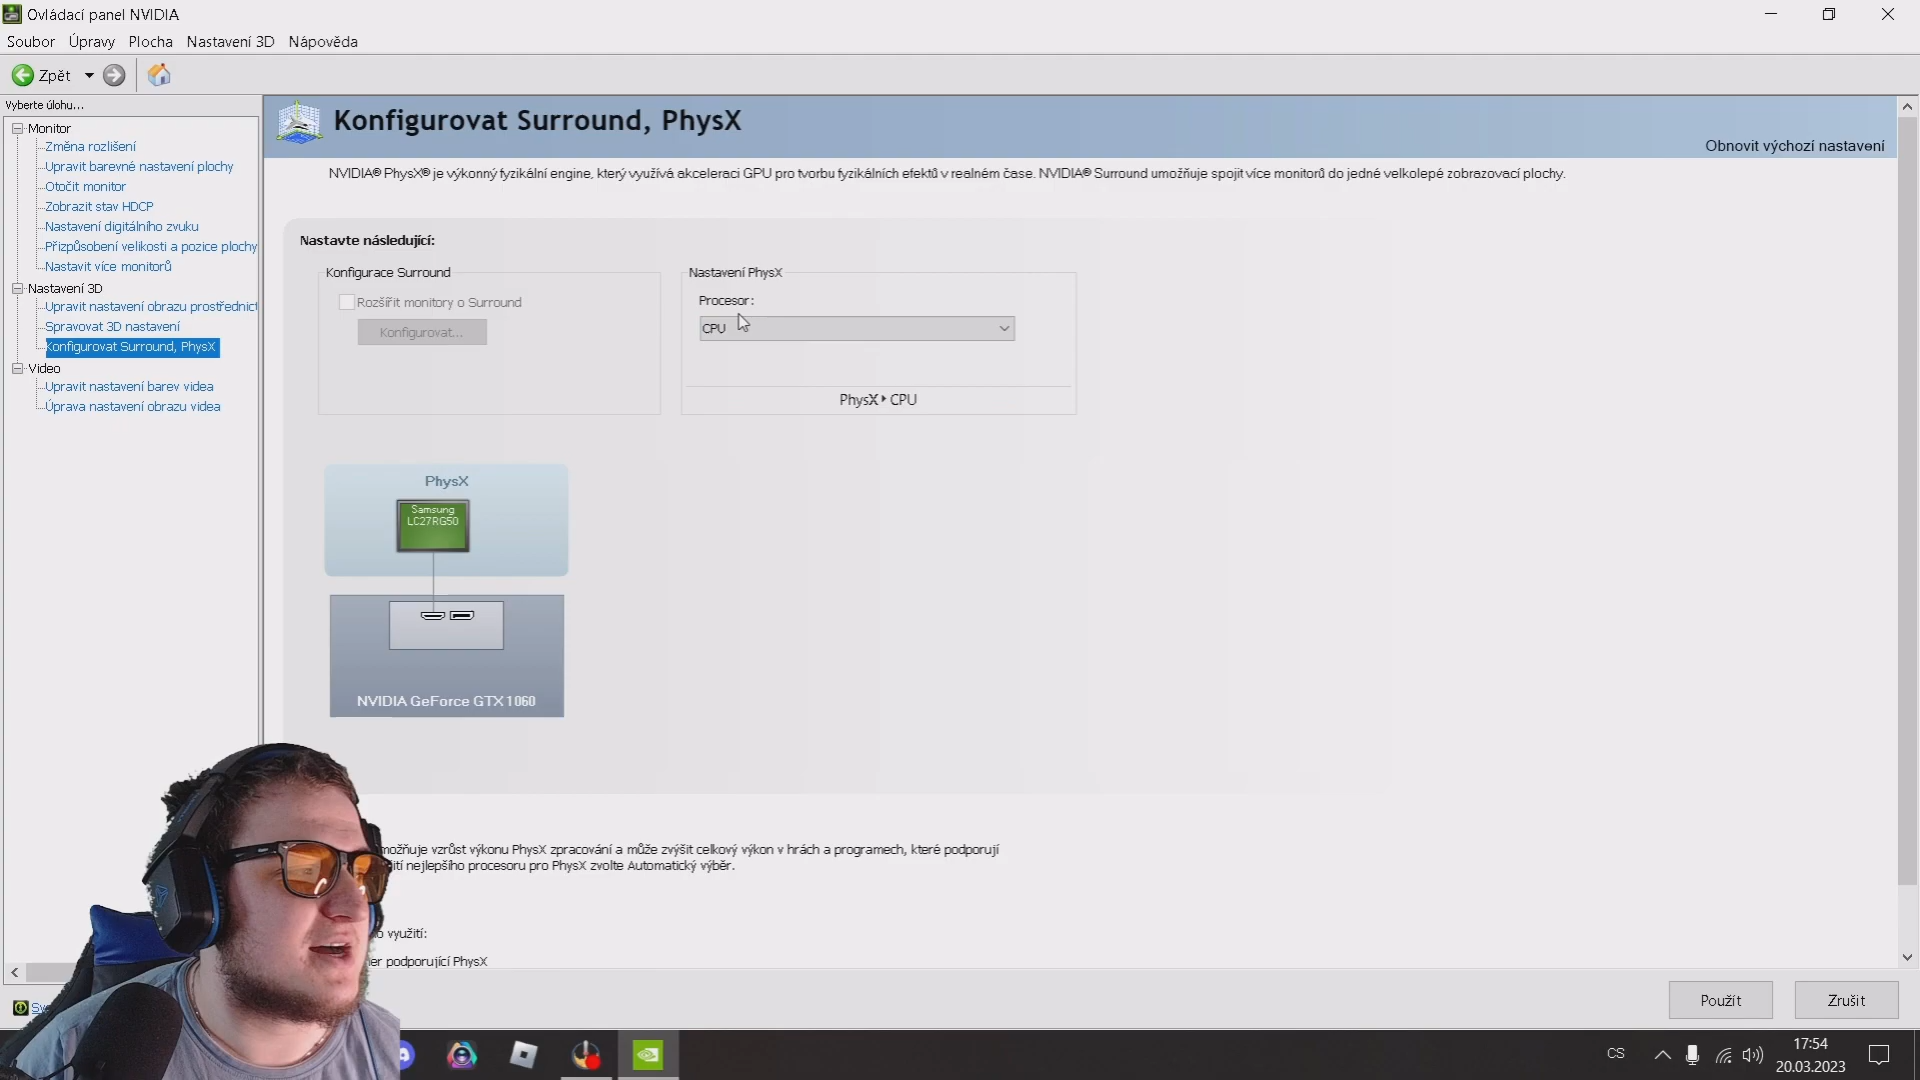 Ovládací panel NVIDIA
Soubor Úpravy Plocha Nastavení 3D Nápověda
Zpět
Vyberte úlohu...
Monitor
Změna rozlišení
Upravit barevné nastavení plochy
Otočit monitor
Zobrazit stav HDCP
Nastavení digitálního zvuku
Přizpůsobení velikosti a pozice plochy
Nastavit více monitorů
Nastavení 3D
Upravit nastavení obrazu prostřednict
Spravovat 3D nastavení
Konfigurovat Surround, PhysX
Video
Upravit nastavení barev videa
Úprava nastavení obrazu videa
Konfigurovat Surround, PhysX
Obnovit výchozí nastavení
NVIDIA® PhysX® je výkonný fyzikální engine, který využívá akceleraci GPU pro tvorbu fyzikálních efektů v realném čase. NVIDIA® Surround umožňuje spojit více monitorů do jedné velkolepé zobrazovací plochy.
Nastavte následující:
Konfigurace Surround
Rozšířit monitory o Surround
Konfigurovat...
Nastavení PhysX
Procesor:
CPU
PhysX CPU
PhysX
Samsung
LC27RG50
NVIDIA GeForce GTX 1060
možňuje vzrůst výkonu PhysX zpracování a může zvýšit celkový výkon v hrách a programech, které podporují
ití nejlepšího procesoru pro PhysX zvolte Automatický výběr.
využití:
podporující PhysX
Použít Zrušit
CS
17:54
20.03.2023